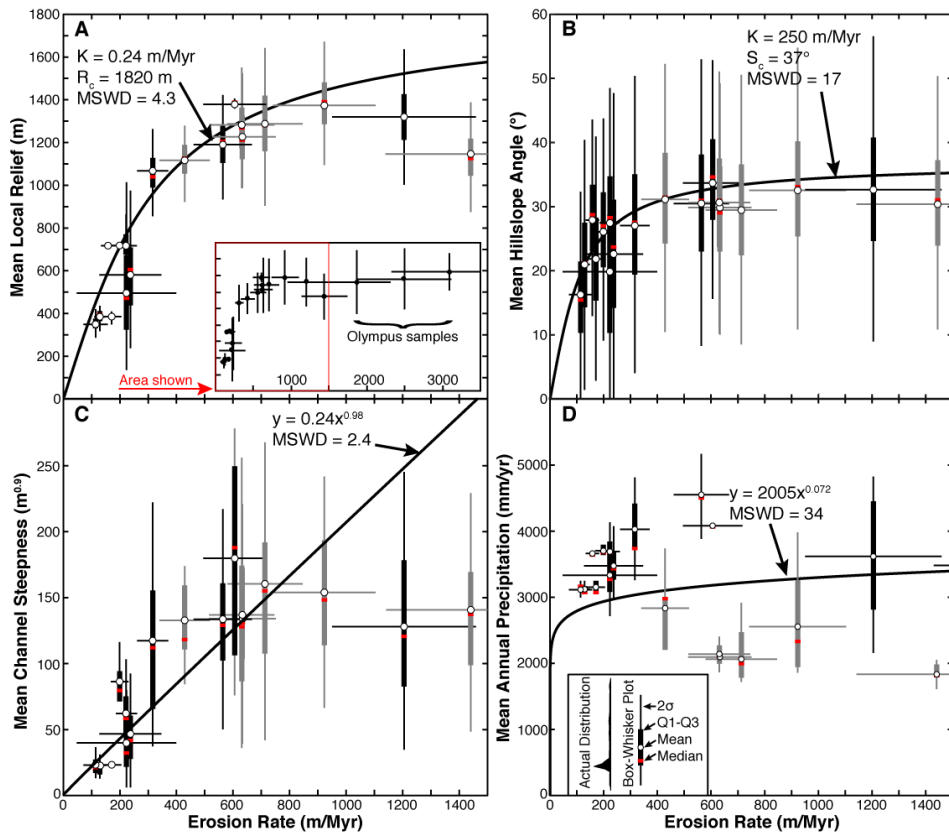 A
K = 0.24 m/Myr
R_c = 1820 m
MSWD = 4.3
Mean Local Relief (m)
1800
1600
1400
1200
1000
800
600
400
200
0
Area shown
1000
2000
3000
Olympus samples
B
K = 250 m/Myr
S_c = 37°
MSWD = 17
Mean Hillslope Angle (°)
60
50
40
30
20
10
0
C
y = 0.24x^0.98
MSWD = 2.4
Mean Channel Steepness (m^0.9)
250
200
150
100
50
0
0 200 400 600 800 1000 1200 1400
Erosion Rate (m/Myr)
D
y = 2005x^0.072
MSWD = 34
Mean Annual Precipitation (mm/yr)
5000
4000
3000
2000
1000
0
Actual Distribution
Box-Whisker Plot
2σ
Q1-Q3
Mean
Median
0 200 400 600 800 1000 1200 1400
Erosion Rate (m/Myr)